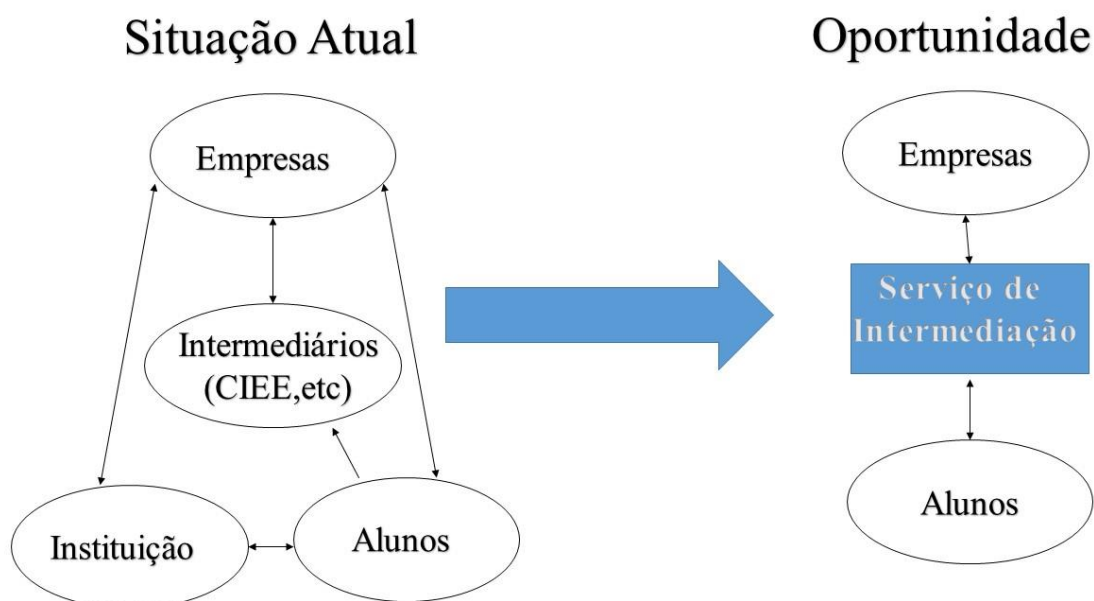 Situação Atual
Oportunidade
Empresas
Intermediários
(CIEE,etc)
Instituição
Alunos
Empresas
Serviço de
Intermediação
Alunos